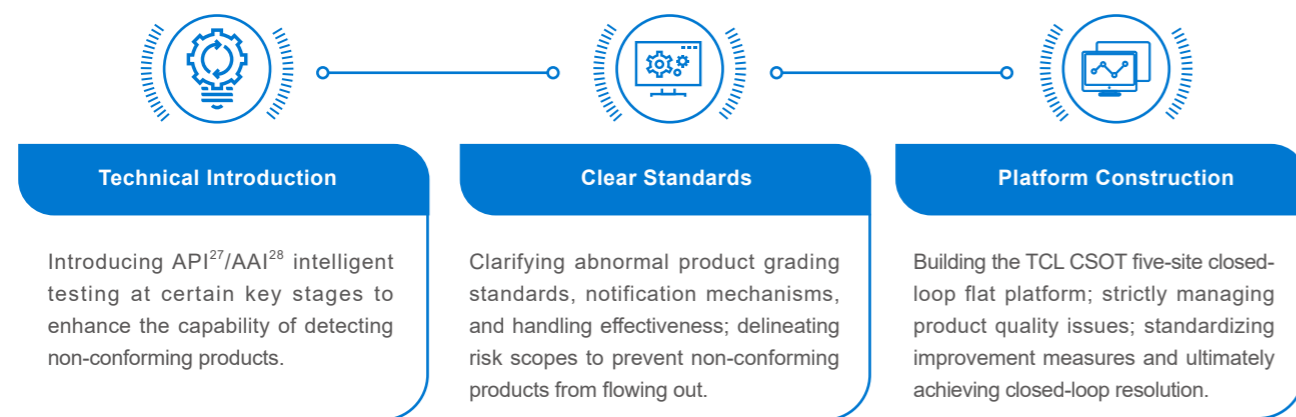 Technical Introduction
Introducing API27/AAI28 intelligent
testing at certain key stages to
enhance the capability of detecting
non-conforming products.
Clear Standards
Clarifying abnormal product grading
standards, notification mechanisms,
and handling effectiveness; delineating
risk scopes to prevent non-conforming
products from flowing out.
Platform Construction
Building the TCL CSOT five-site closed-
loop flat platform; strictly managing
product quality issues; standardizing
improvement measures and ultimately
achieving closed-loop resolution.